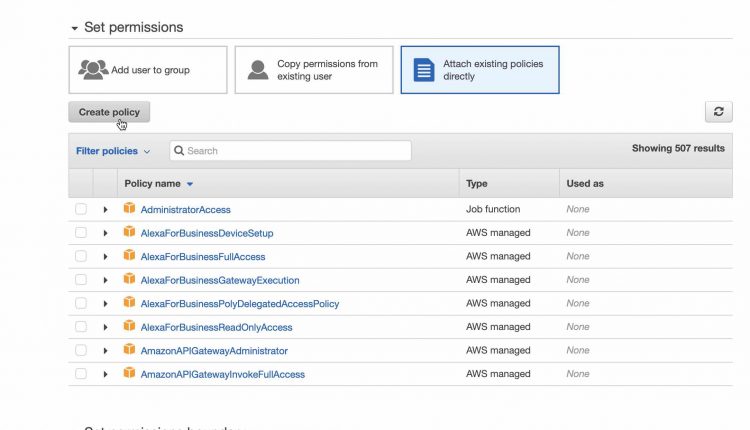 Set permissions
Add user to group
Copy permissions from
existing user
Attach existing policies
directly
Create policy
Filter policies
Search
Showing 507 results
Policy name Type Used as
AdministratorAccess Job function None
AlexaForBusinessDeviceSetup AWS managed None
AlexaForBusinessFullAccess AWS managed None
AlexaForBusinessGatewayExecution AWS managed None
AlexaForBusinessPolyDelegatedAccessPolicy AWS managed None
AlexaForBusinessReadOnlyAccess AWS managed None
AmazonAPIGatewayAdministrator AWS managed None
AmazonAPIGatewayInvokeFullAccess AWS managed None